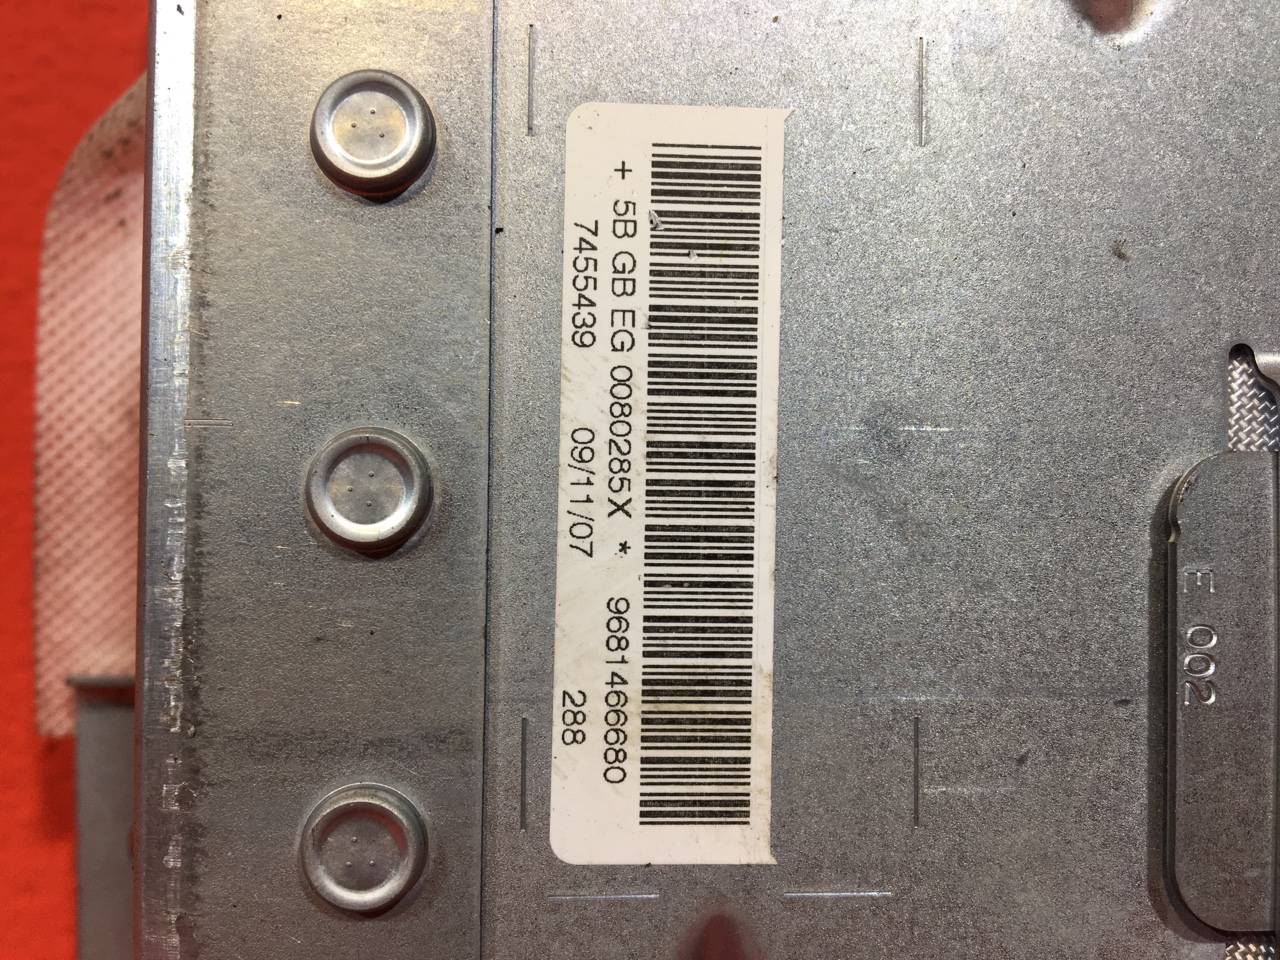 + 5B GB EG 0080285X * 9681466680
7455439 09/11/07 288
E 002